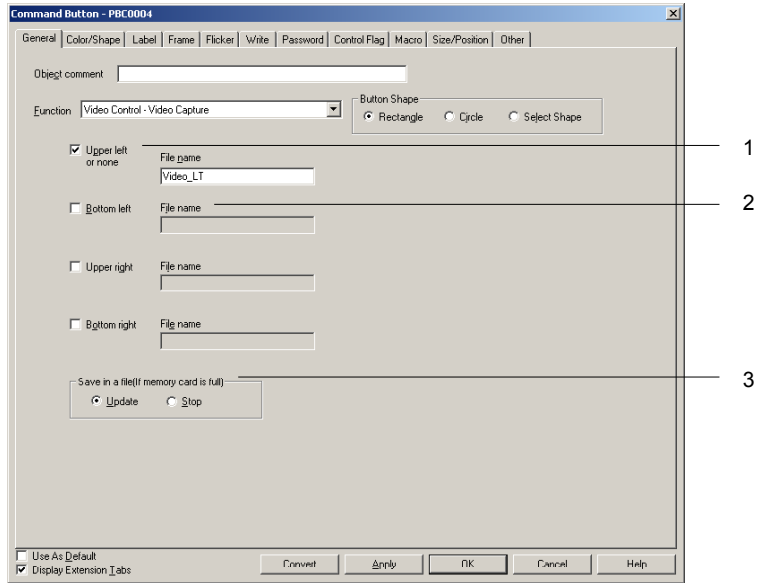 Command Button - PBC0004
General Color/Shape Label Frame Flicker Write Password Control Flag Macro Size/Position Other
Object comment
Function Video Control - Video Capture
Button Shape
Rectangle Circle Select Shape
Upper left or none
File name
Video_LT
1
Bottom left File name
2
Upper right File name
Bottom right File name
Save in a file(If memory card is full)
3
Update Stop
Use As Default
Display Extension Tabs
Convert Apply OK Cancel Help